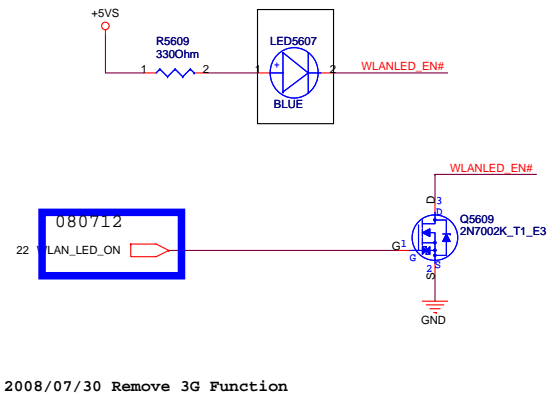 +5VS
R5609
330Ohm
1
2
LED5607
+
1
2
BLUE
WLANLED_EN#
WLANLED_EN#
080712
22 WLAN_LED_ON
D 3
D
Q5609
2N7002K_T1_E3
G 1
G
2 S
S
GND
2008/07/30 Remove 3G Function